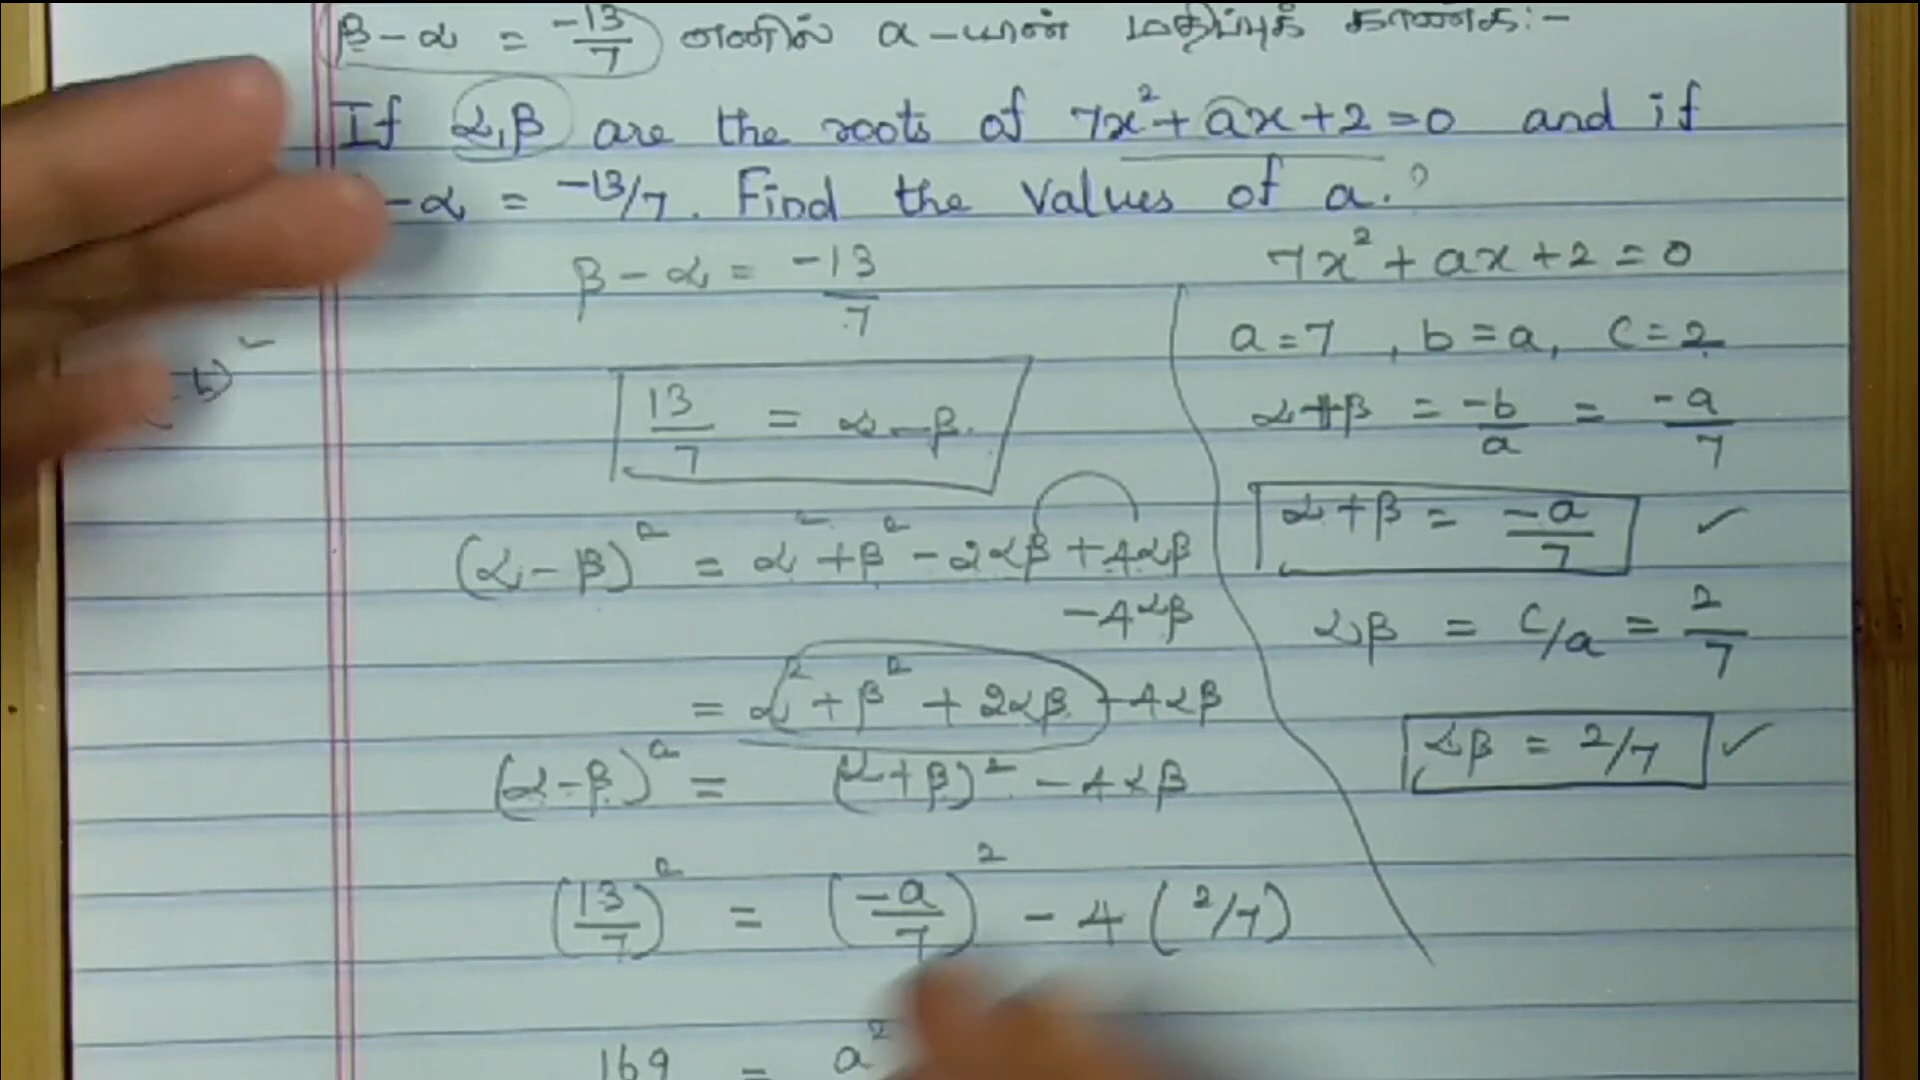 β - α = -13/7 எனில் a-யான் மதிப்புக் காண்க:-
If α, β are the roots of 7x² + ax + 2 = 0 and if
- α = -13/7. Find the Values of a.?
β - α = -13/7
7x² + ax + 2 = 0
a = 7, b = a, c = 2
13/7 = α - β
α + β = -b/a = -a/7
α + β = -a/7 ✓
(α - β)² = α² + β² - 2αβ + 4αβ
- 4αβ
αβ = c/a = 2/7
= α² + β² + 2αβ - 4αβ
αβ = 2/7 ✓
(α - β)² = (α + β)² - 4αβ
(13/7)² = (-a/7)² - 4(2/7)
169 = a²